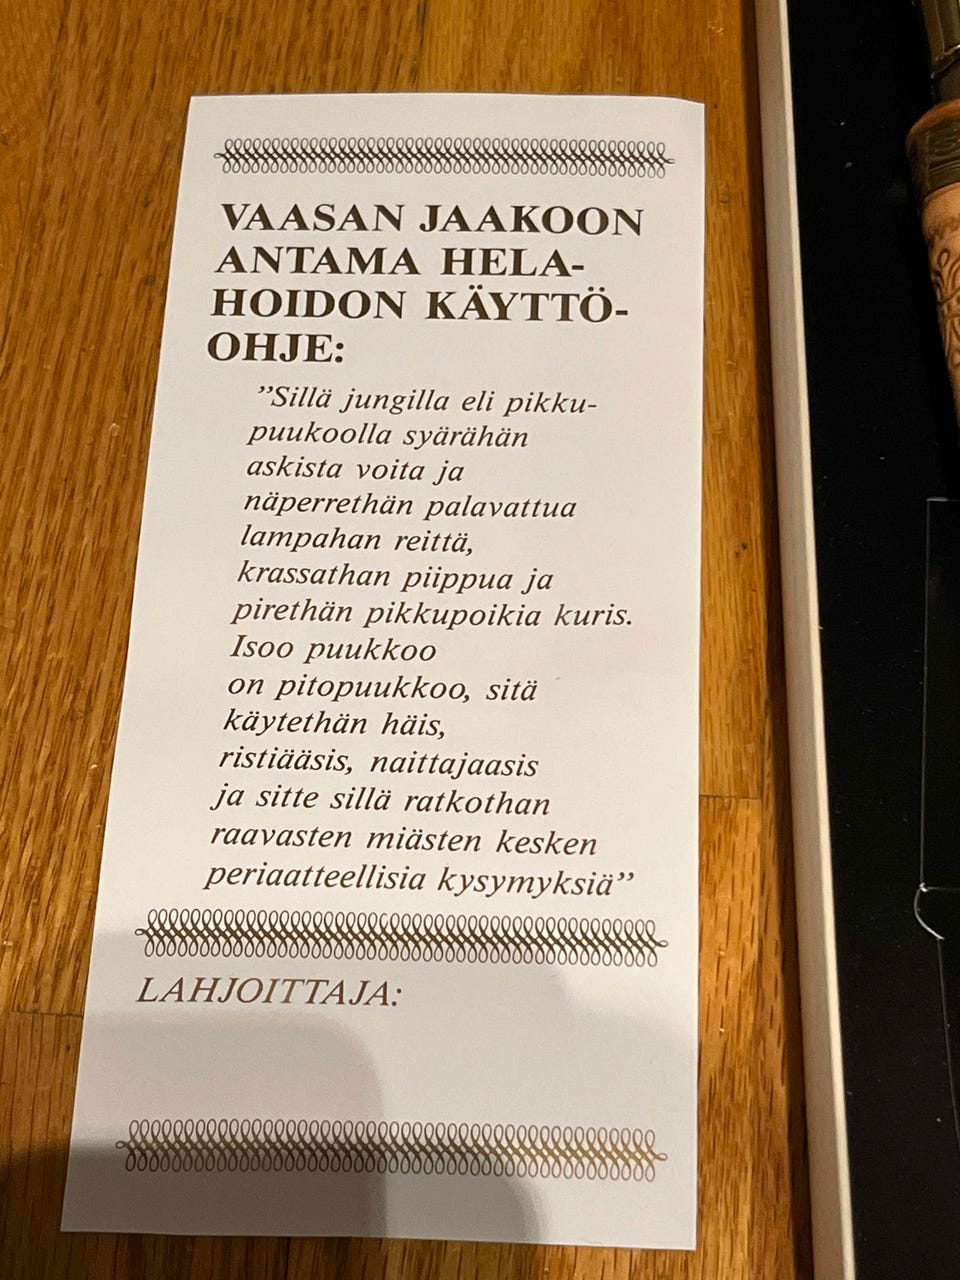 VAASAN JAAKOON
ANTAMA HELA-
HOIDON KÄYTTÖ-
OHJE:
”Sillä jungilla eli pikku-
puukoolla syärähän
askista voita ja
näperrethän palavattua
lampahan reittä,
krassathan piippua ja
pirethän pikkupoikia kuris.
Isoo puukkoo
on pitopuukkoo, sitä
käytethän häis,
ristiääsis, naittajaasis
ja sitte sillä ratkothan
raavasten miästen kesken
periaatteellisia kysymyksiä”
LAHJOITTAJA: